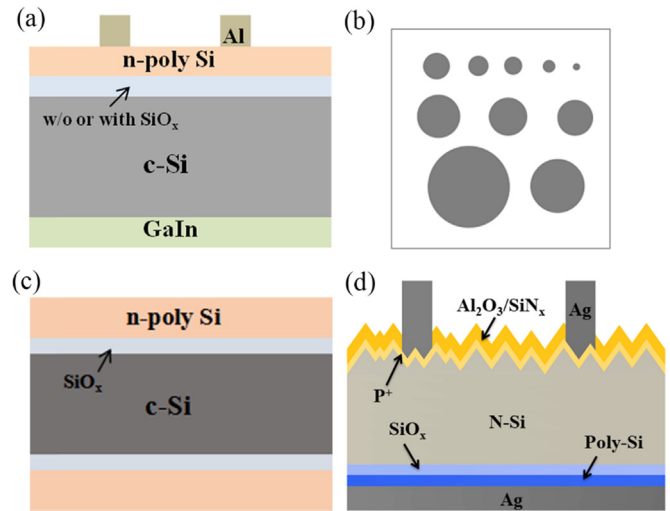 (a)
Al
n-poly Si
w/o or with SiOₓ
c-Si
GaIn
(b)
(c)
n-poly Si
SiOₓ
c-Si
(d)
Al₂O₃/SiNₓ
Ag
P⁺
N-Si
SiOₓ
Poly-Si
Ag